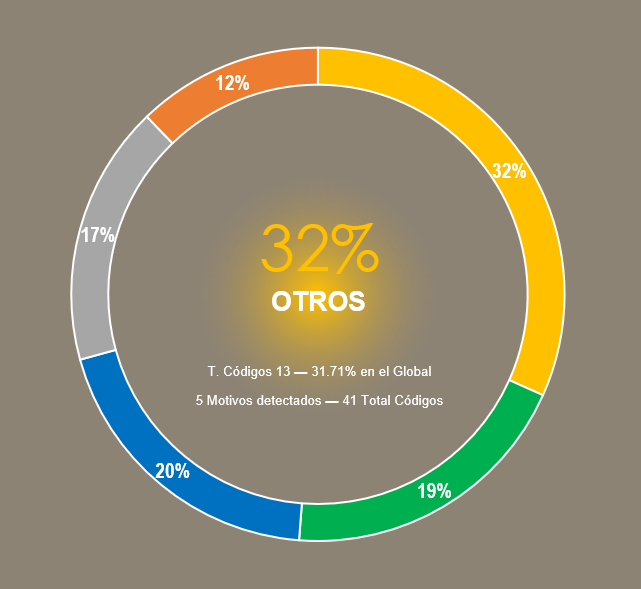 12%
32%
17%
32%
OTROS
T. Códigos 13 — 31.71% en el Global
5 Motivos detectados — 41 Total Códigos
20%
19%